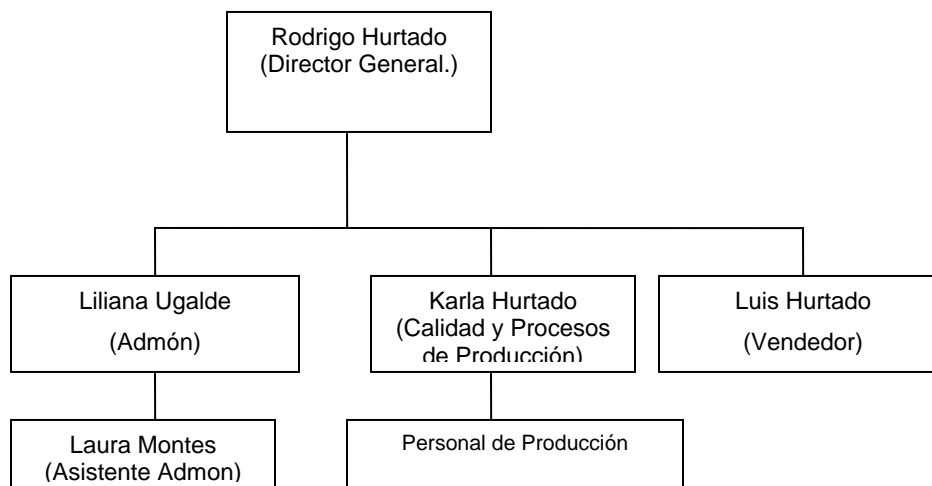 Rodrigo Hurtado
(Director General.)
Liliana Ugalde
(Admón)
Karla Hurtado
(Calidad y Procesos
de Producción)
Luis Hurtado
(Vendedor)
Laura Montes
(Asistente Admon)
Personal de Producción